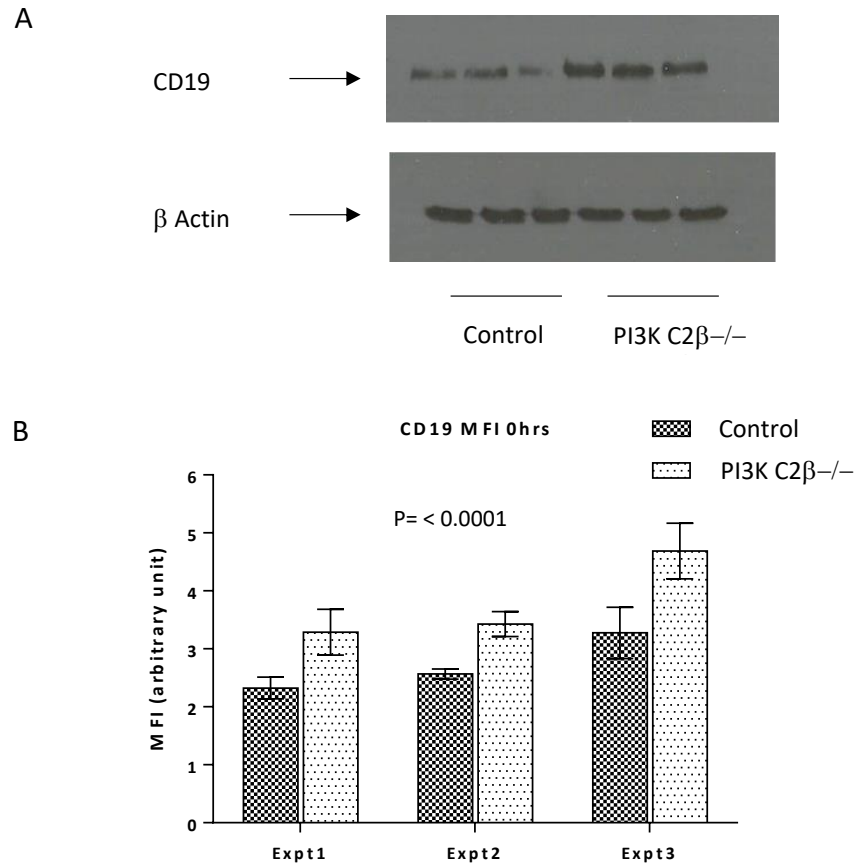 A
CD19
β Actin
Control PI3K C2β–/–
B
CD19 MFI 0hrs
Control
PI3K C2β–/–
P= < 0.0001
MFI (arbitrary unit)
6
5
4
3
2
1
0
Expt1 Expt2 Expt3